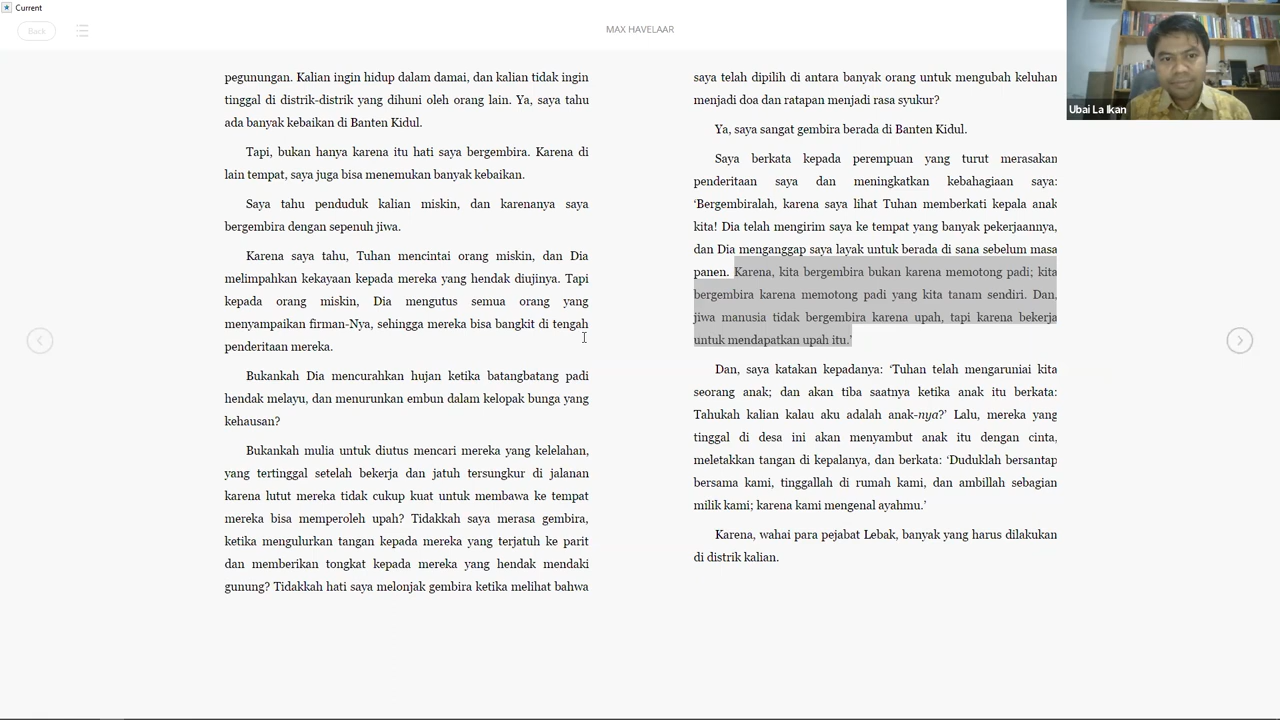 Current
Back
MAX HAVELAAR
Ubai La Ikan
pegunungan. Kalian ingin hidup dalam damai, dan kalian tidak ingin
tinggal di distrik-distrik yang dihuni oleh orang lain. Ya, saya tahu
ada banyak kebaikan di Banten Kidul.
Tapi, bukan hanya karena itu hati saya bergembira. Karena di
lain tempat, saya juga bisa menemukan banyak kebaikan.
Saya tahu penduduk kalian miskin, dan karenanya saya
bergembira dengan sepenuh jiwa.
Karena saya tahu, Tuhan mencintai orang miskin, dan Dia
melimpahkan kekayaan kepada mereka yang hendak diujinya. Tapi
kepada orang miskin, Dia mengutus semua orang yang
menyampaikan firman-Nya, sehingga mereka bisa bangkit di tengah
penderitaan mereka.
Bukankah Dia mencurahkan hujan ketika batangbatang padi
hendak melayu, dan menurunkan embun dalam kelopak bunga yang
kehausan?
Bukankah mulia untuk diutus mencari mereka yang kelelahan,
yang tertinggal setelah bekerja dan jatuh tersungkur di jalanan
karena lutut mereka tidak cukup kuat untuk membawa ke tempat
mereka bisa memperoleh upah? Tidakkah saya merasa gembira,
ketika mengulurkan tangan kepada mereka yang terjatuh ke parit
dan memberikan tongkat kepada mereka yang hendak mendaki
gunung? Tidakkah hati saya melonjak gembira ketika melihat bahwa
saya telah dipilih di antara banyak orang untuk mengubah keluhan
menjadi doa dan ratapan menjadi rasa syukur?
Ya, saya sangat gembira berada di Banten Kidul.
Saya berkata kepada perempuan yang turut merasakan
penderitaan saya dan meningkatkan kebahagiaan saya:
‘Bergembiralah, karena saya lihat Tuhan memberkati kepala anak
kita! Dia telah mengirim saya ke tempat yang banyak pekerjaannya,
dan Dia menganggap saya layak untuk berada di sana sebelum masa
panen. Karena, kita bergembira bukan karena memotong padi; kita
bergembira karena memotong padi yang kita tanam sendiri. Dan,
jiwa manusia tidak bergembira karena upah, tapi karena bekerja
untuk mendapatkan upah itu.’
Dan, saya katakan kepadanya: ‘Tuhan telah mengaruniai kita
seorang anak; dan akan tiba saatnya ketika anak itu berkata:
Tahukah kalian kalau aku adalah anak-nya?’ Lalu, mereka yang
tinggal di desa ini akan menyambut anak itu dengan cinta,
meletakkan tangan di kepalanya, dan berkata: ‘Duduklah bersantap
bersama kami, tinggallah di rumah kami, dan ambillah sebagian
milik kami; karena kami mengenal ayahmu.’
Karena, wahai para pejabat Lebak, banyak yang harus dilakukan
di distrik kalian.